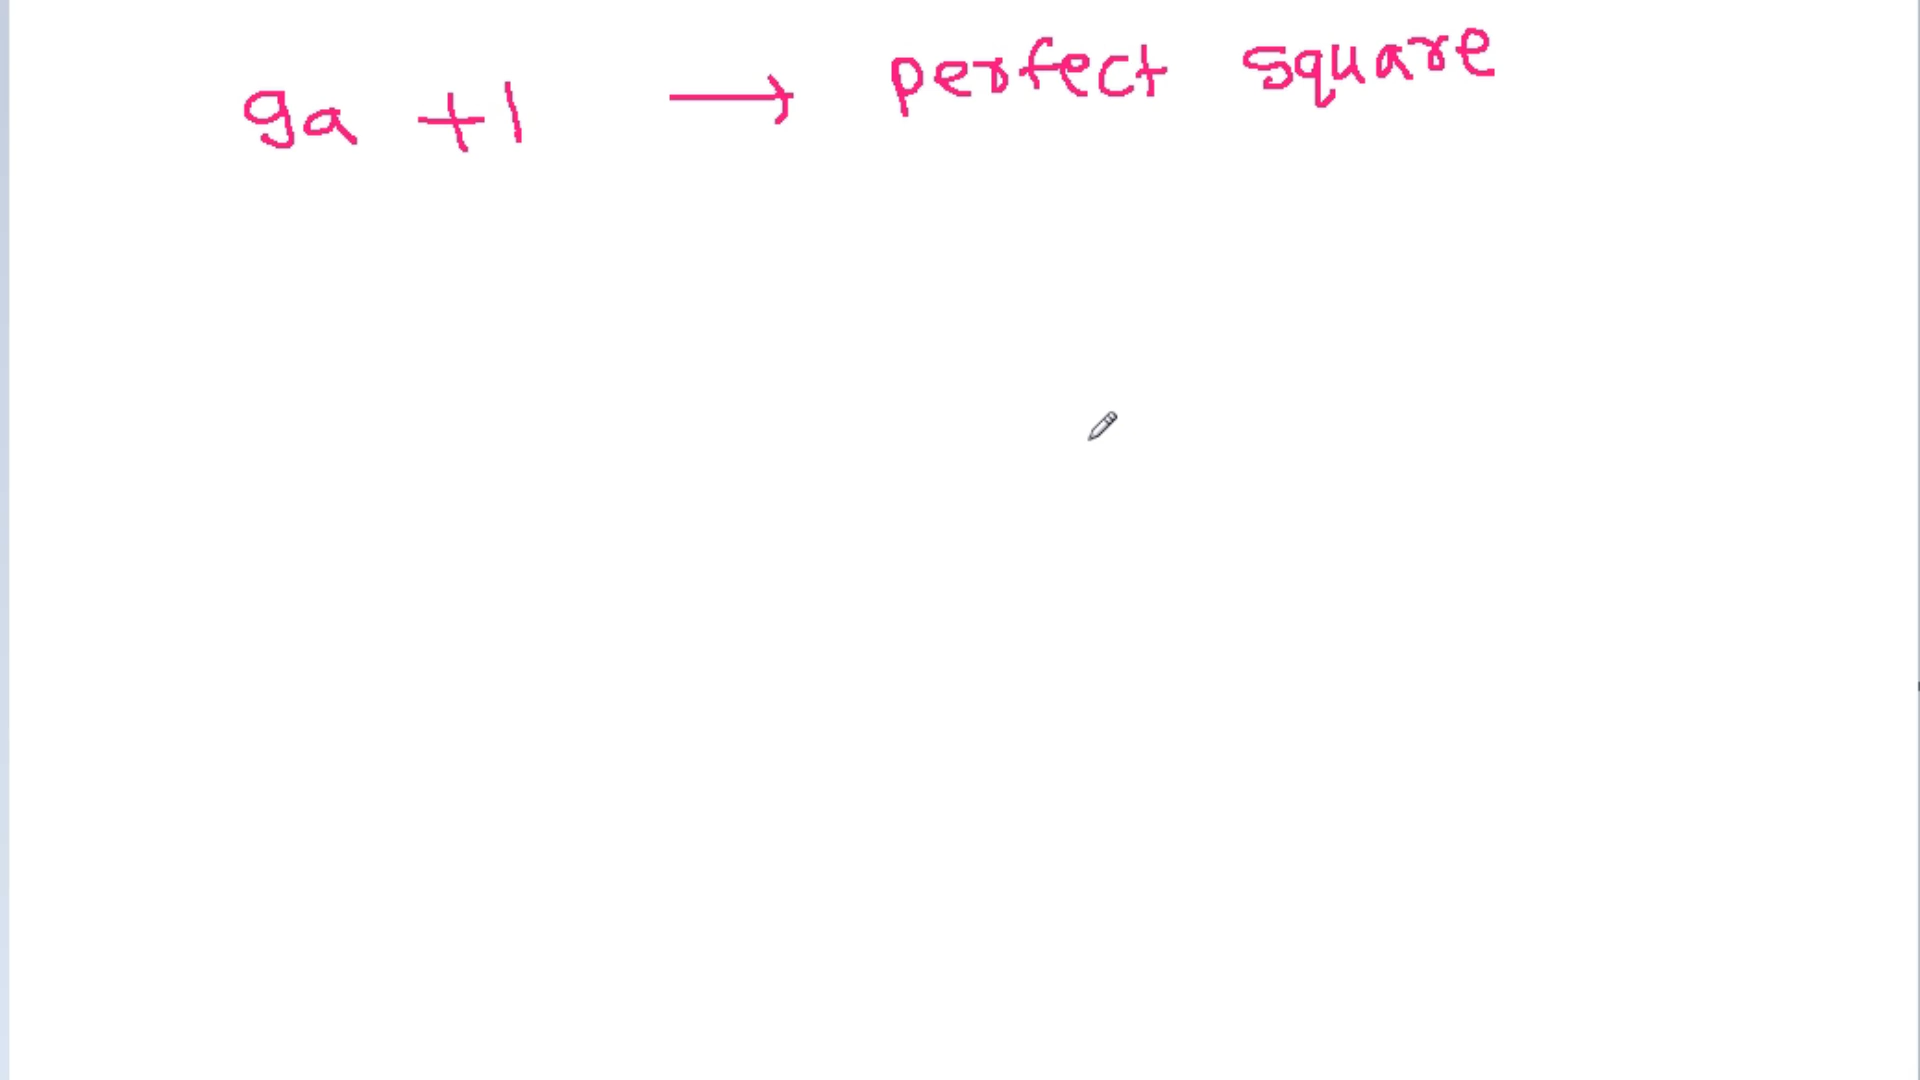 9a +1 → perfect square